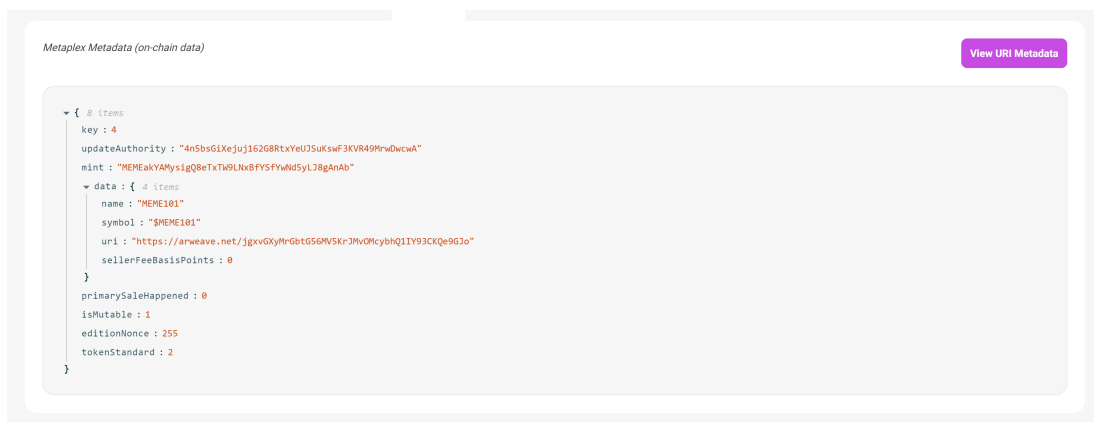 Metaplex Metadata (on-chain data)
View URI Metadata
{ 8 items
key : 4
updateAuthority : "4n5bsGiXejuj162G8RtxYeUJSuKswF3KVR49MrwDwcwA"
mint : "MEMEakYAMysigQ8eTxTW9LNxBfYSfYwNd5yLJ8gAnAb"
data : { 4 items
name : "MEME101"
symbol : "$MEME101"
uri : "https://arweave.net/jgxvGXyMrGbtG56MV5KrJMvOMcybhQ1IY93CKQe9GJo"
sellerFeeBasisPoints : 0
}
primarySaleHappened : 0
isMutable : 1
editionNonce : 255
tokenStandard : 2
}